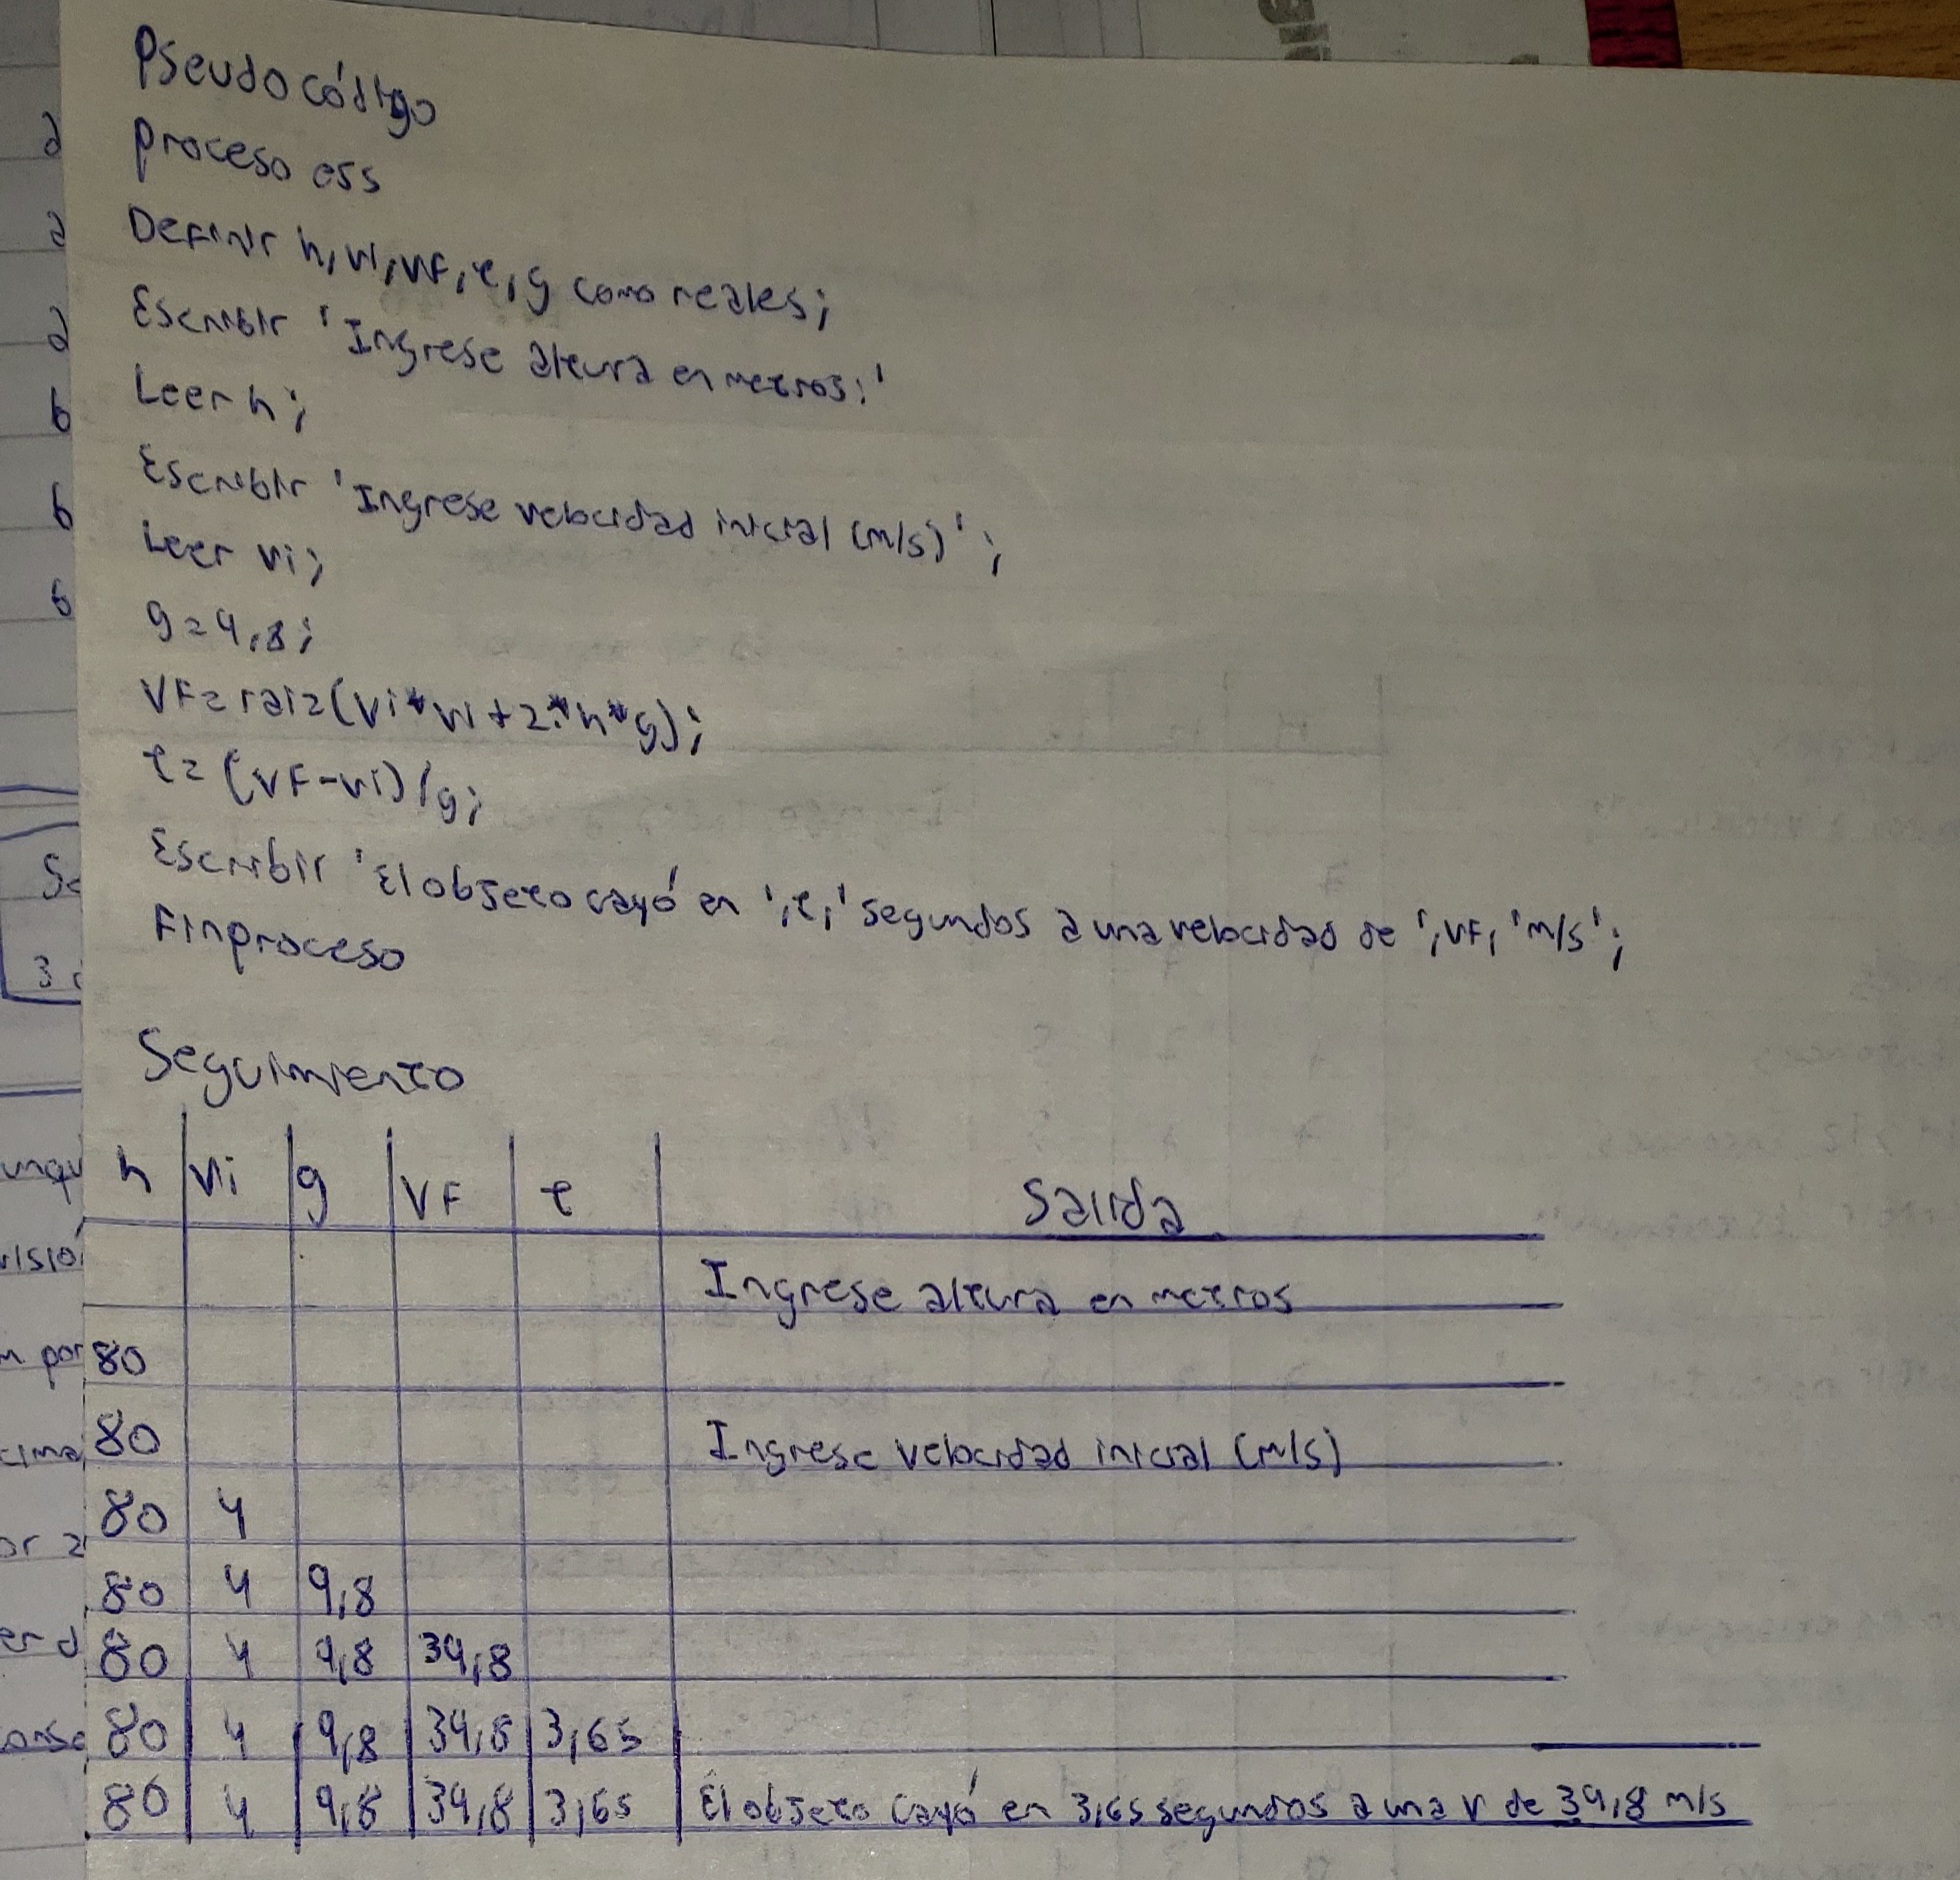 Pseudocódigo
Proceso ess
Definir h, vi, vF, t, g como reales;
Escribir 'Ingrese altura en metros:'
Leer h;
Escribir 'Ingrese velocidad inicial (m/s)';
Leer vi;
g=9,8;
VF=raiz(vi*vi+2*h*g);
t=(VF-vi)/g;
Escribir 'El objeto cayó en ',t,' segundos a una velocidad de ',vF, 'm/s';
Finproceso
Seguimiento
h vi g VF t Salida
Ingrese altura en metros
80
80 Ingrese velocidad inicial (m/s)
80 4
80 4 9,8
80 4 9,8 39,8
80 4 9,8 39,8 3,65
80 4 9,8 39,8 3,65 El objeto cayó en 3,65 segundos a una v de 39,8 m/s